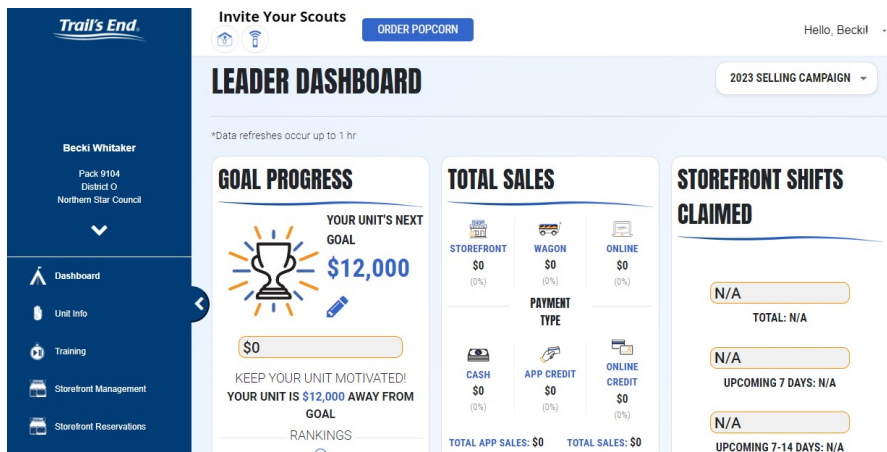 Trail's End®
Becki Whitaker
Pack 9104
District O
Northern Star Council
Dashboard
Unit Info
Training
Storefront Management
Storefront Reservations
Invite Your Scouts
ORDER POPCORN
Hello, Becki!
LEADER DASHBOARD
2023 SELLING CAMPAIGN
*Data refreshes occur up to 1 hr
GOAL PROGRESS
YOUR UNIT'S NEXT
GOAL
$12,000
$0
KEEP YOUR UNIT MOTIVATED!
YOUR UNIT IS $12,000 AWAY FROM
GOAL
RANKINGS
TOTAL SALES
STOREFRONT WAGON ONLINE
$0 $0 $0
(0%) (0%) (0%)
PAYMENT
TYPE
CASH APP CREDIT ONLINE
CREDIT
$0 $0 $0
(0%) (0%) (0%)
TOTAL APP SALES: $0 TOTAL SALES: $0
STOREFRONT SHIFTS
CLAIMED
N/A
TOTAL: N/A
N/A
UPCOMING 7 DAYS: N/A
N/A
UPCOMING 7-14 DAYS: N/A